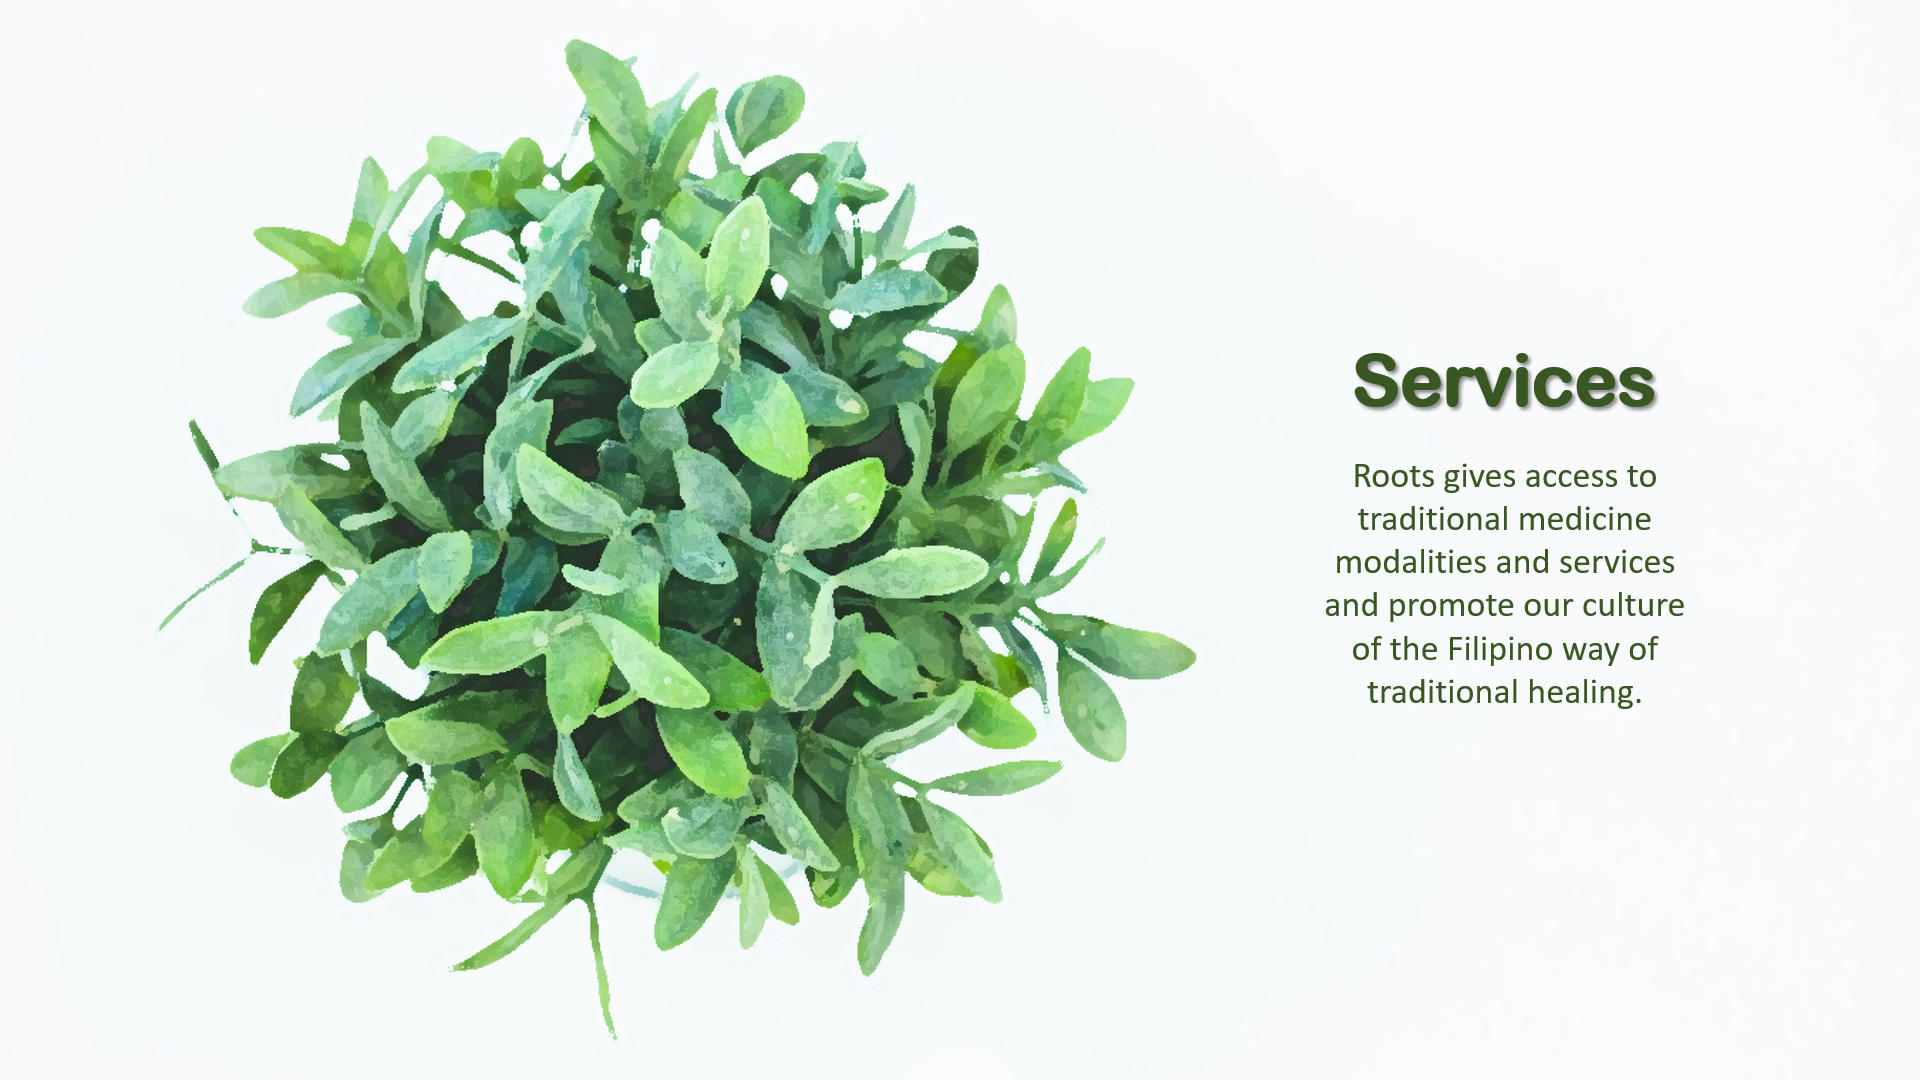 Services
Roots gives access to
traditional medicine
modalities and services
and promote our culture
of the Filipino way of
traditional healing.